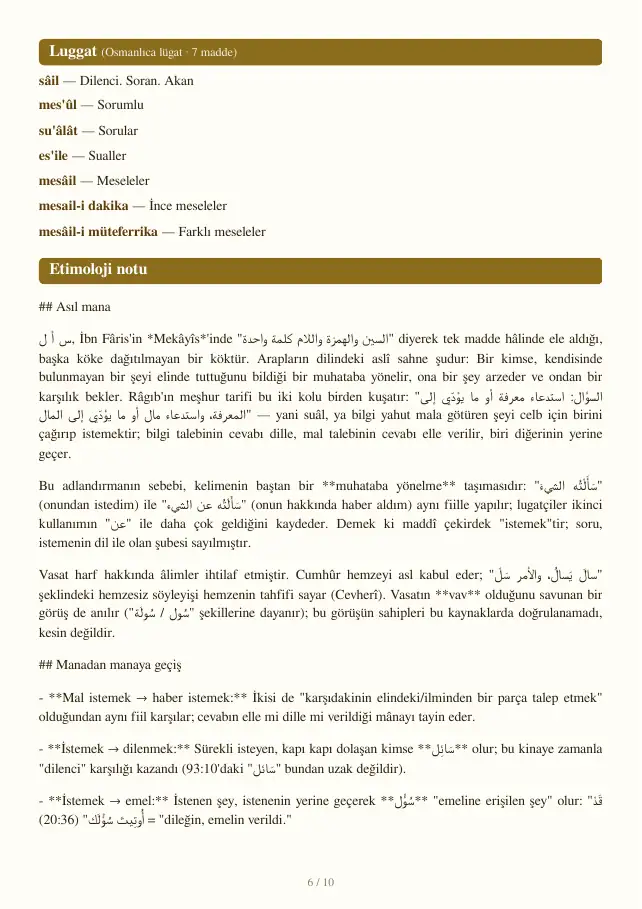 Luggat (Osmanlıca lügat · 7 madde)
sâil — Dilenci. Soran. Akan
mes'ûl — Sorumlu
su'âlât — Sorular
es'ile — Sualler
mesâil — Meseleler
mesail-i dakika — İnce meseleler
mesâil-i müteferrika — Farklı meseleler
Etimoloji notu
## Asıl mana
س أ ل, İbn Fâris'in *Mekâyîs*'inde "السين والهمزة واللام كلمة واحدة" diyerek tek madde hâlinde ele aldığı,
başka köke dağıtılmayan bir köktür. Arapların dilindeki aslî sahne şudur: Bir kimse, kendisinde
bulunmayan bir şeyi elinde tuttuğunu bildiği bir muhataba yönelir, ona bir şey arzeder ve ondan bir
karşılık bekler. Râgıb'ın meşhur tarifi bu iki kolu birden kuşatır: "السؤال: استدعاء معرفة أو ما يؤدّي إلى
المعرفة، واستدعاء مال أو ما يؤدّي إلى المال" — yani suâl, ya bilgi yahut mala götüren şeyi celb için birini
çağırıp istemektir; bilgi talebinin cevabı dille, mal talebinin cevabı elle verilir, biri diğerinin yerine
geçer.
Bu adlandırmanın sebebi, kelimenin baştan bir **muhataba yönelme** taşımasıdır: "سَأَلْتُه الشيءَ"
(onundan istedim) ile "سَأَلْتُه عن الشيء" (onun hakkında haber aldım) aynı fiille yapılır; lugatçiler ikinci
kullanımın "عن" ile daha çok geldiğini kaydeder. Demek ki maddî çekirdek "istemek"tir; soru,
istemenin dil ile olan şubesi sayılmıştır.
Vasat harf hakkında âlimler ihtilaf etmiştir. Cumhûr hemzeyi asl kabul eder; "سالَ يَسالُ، والأمر سَلْ"
şeklindeki hemzesiz söyleyişi hemzenin tahfifi sayar (Cevherî). Vasatın **vav** olduğunu savunan bir
görüş de anılır ("سُول / سُولَة" şekillerine dayanır); bu görüşün sahipleri bu kaynaklarda doğrulanamadı,
kesin değildir.
## Manadan manaya geçiş
- **Mal istemek → haber istemek:** İkisi de "karşıdakinin elindeki/ilminden bir parça talep etmek"
olduğundan aynı fiil karşılar; cevabın elle mi dille mi verildiği mânayı tayin eder.
- **İstemek → dilenmek:** Sürekli isteyen, kapı kapı dolaşan kimse **سَائِل** olur; bu kinaye zamanla
"dilenci" karşılığı kazandı (93:10'daki "سَائل" bundan uzak değildir).
- **İstemek → emel:** İstenen şey, istenenin yerine geçerek **سُؤْل** "emeline erişilen şey" olur: "قَدْ
أُوتِيتَ سُؤْلَكَ" (20:36) = "dileğin, emelin verildi."
6 / 10